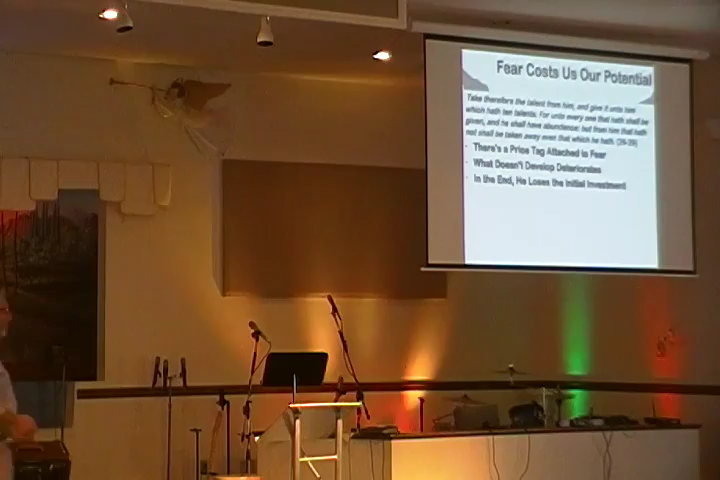 Fear Costs Us Our Potential
Take therefore the talent from him, and give it unto him
which hath ten talents. For unto every one that hath shall be
given, and he shall have abundance: but from him that hath
not shall be taken away even that which he hath. (28-29)
· There's a Price Tag Attached to Fear
· What Doesn't Develop Deteriorates
· In the End, He Loses the Initial Investment